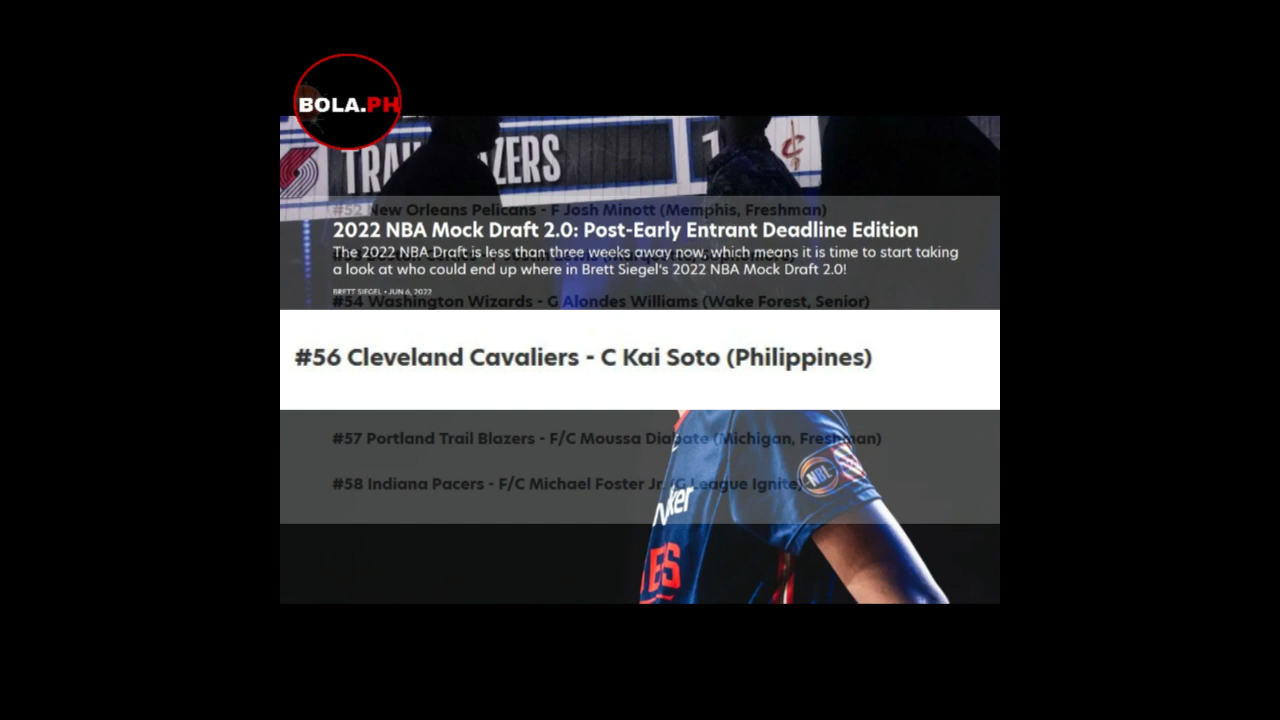 BOLA.PH
TRAIL BLAZERS
#52 New Orleans Pelicans - F Josh Minott (Memphis, Freshman)
2022 NBA Mock Draft 2.0: Post-Early Entrant Deadline Edition
The 2022 NBA Draft is less than three weeks away now, which means it is time to start taking
a look at who could end up where in Brett Siegel's 2022 NBA Mock Draft 2.0!
BRETT SIEGEL • JUN 6, 2022
#54 Washington Wizards - G Alondes Williams (Wake Forest, Senior)
#56 Cleveland Cavaliers - C Kai Soto (Philippines)
#57 Portland Trail Blazers - F/C Moussa Diabate (Michigan, Freshman)
#58 Indiana Pacers - F/C Michael Foster Jr. (G League Ignite)
NBL